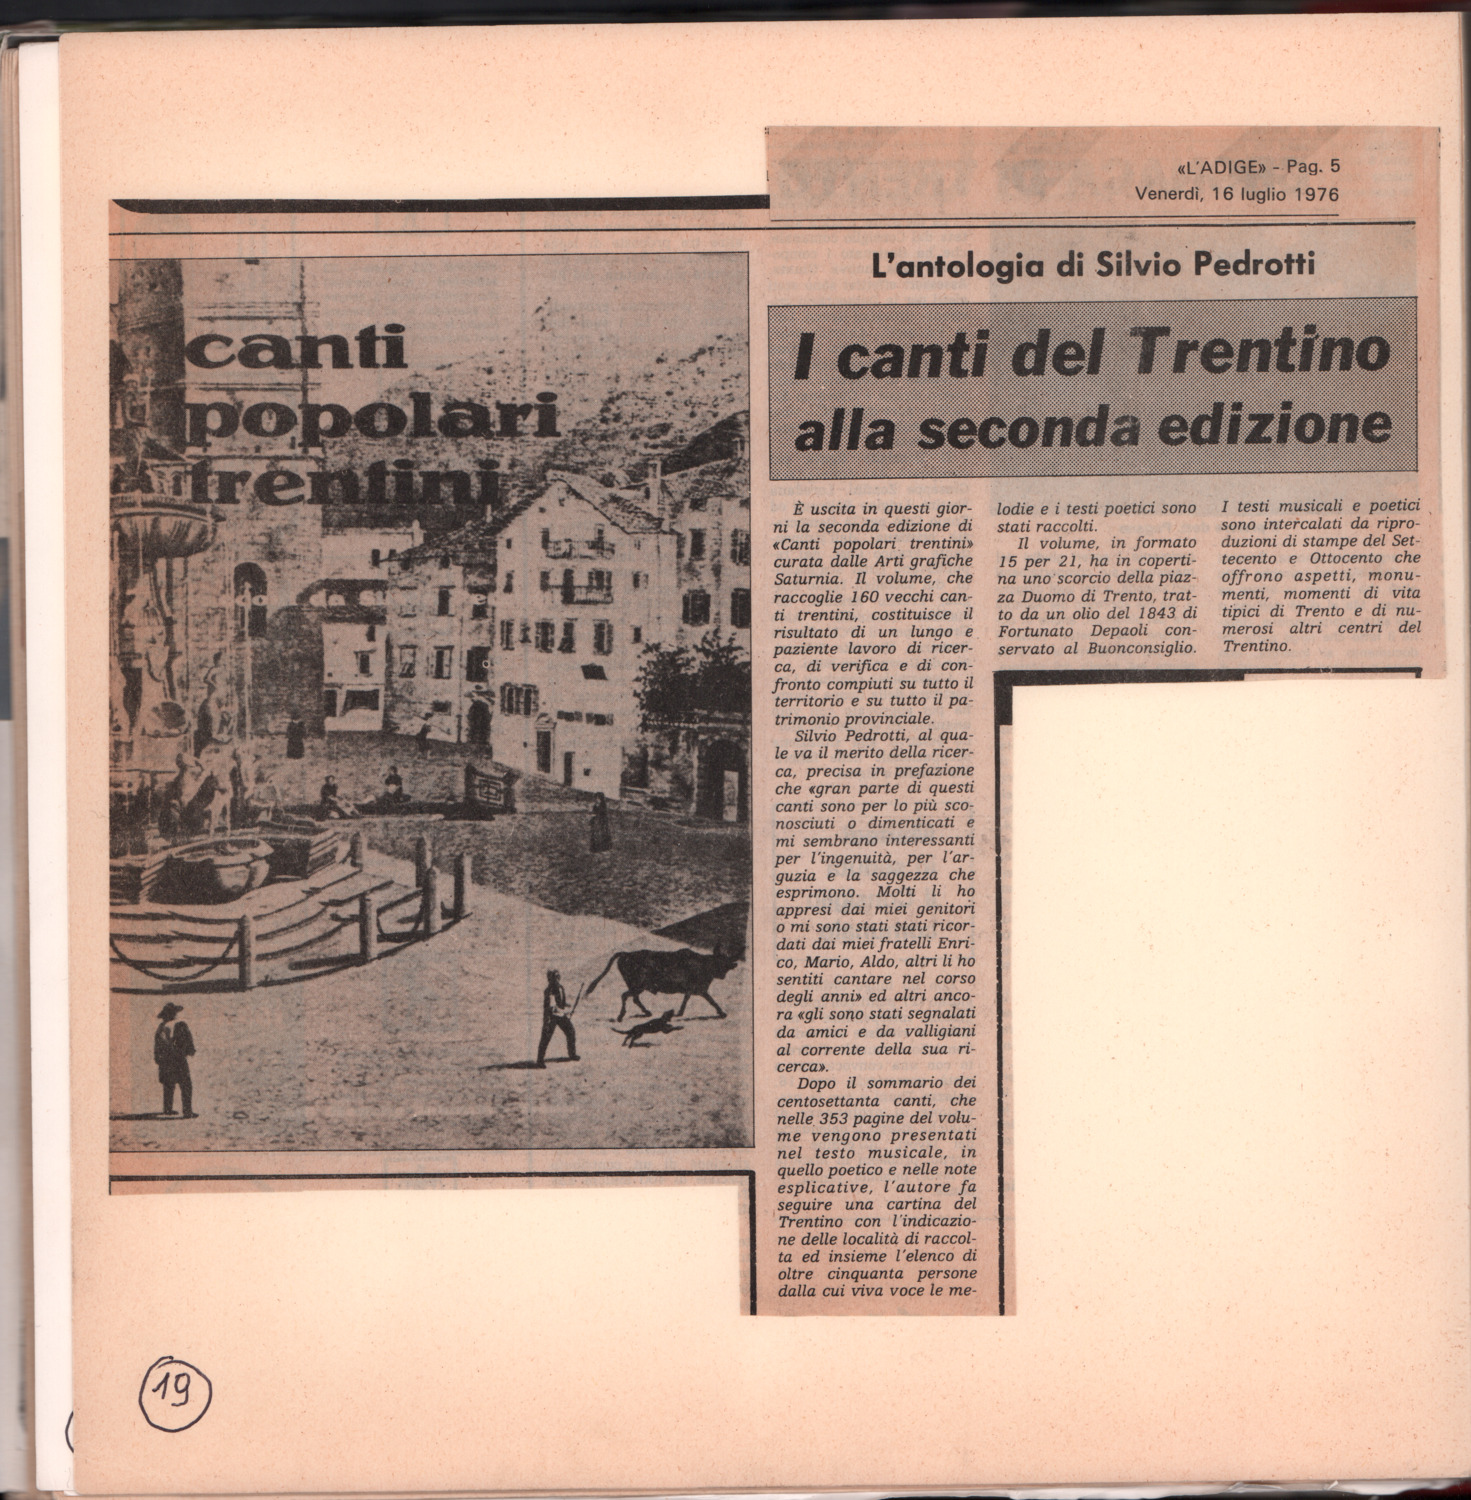 «L'ADIGE» - Pag. 5
Venerdì, 16 luglio 1976
canti
popolari
trentini
L'antologia di Silvio Pedrotti
I canti del Trentino
alla seconda edizione
È uscita in questi gior-
ni la seconda edizione di
«Canti popolari trentini»
curata dalle Arti grafiche
Saturnia. Il volume, che
raccoglie 160 vecchi can-
ti trentini, costituisce il
risultato di un lungo e
paziente lavoro di ricer-
ca, di verifica e di con-
fronto compiuti su tutto il
territorio e su tutto il pa-
trimonio provinciale.
Silvio Pedrotti, al qua-
le va il merito della ricer-
ca, precisa in prefazione
che «gran parte di questi
canti sono per lo più sco-
nosciuti o dimenticati e
mi sembrano interessanti
per l'ingenuità, per l'ar-
guzia e la saggezza che
esprimono. Molti li ho
appresi dai miei genitori
o mi sono stati stati ricor-
dati dai miei fratelli Enri-
co, Mario, Aldo, altri li ho
sentiti cantare nel corso
degli anni» ed altri anco-
ra «gli sono stati segnalati
da amici e da valligiani
al corrente della sua ri-
cerca».
Dopo il sommario dei
centosettanta canti, che
nelle 353 pagine del volu-
me vengono presentati
nel testo musicale, in
quello poetico e nelle note
esplicative, l'autore fa
seguire una cartina del
Trentino con l'indicazio-
ne delle località di raccol-
ta ed insieme l'elenco di
oltre cinquanta persone
dalla cui viva voce le me-
lodie e i testi poetici sono
stati raccolti.
Il volume, in formato
15 per 21, ha in coperti-
na uno scorcio della piaz-
za Duomo di Trento, trat-
to da un olio del 1843 di
Fortunato Depaoli con-
servato al Buonconsiglio.
I testi musicali e poetici
sono intercalati da ripro-
duzioni di stampe del Set-
tecento e Ottocento che
offrono aspetti, monu-
menti, momenti di vita
tipici di Trento e di nu-
merosi altri centri del
Trentino.
19